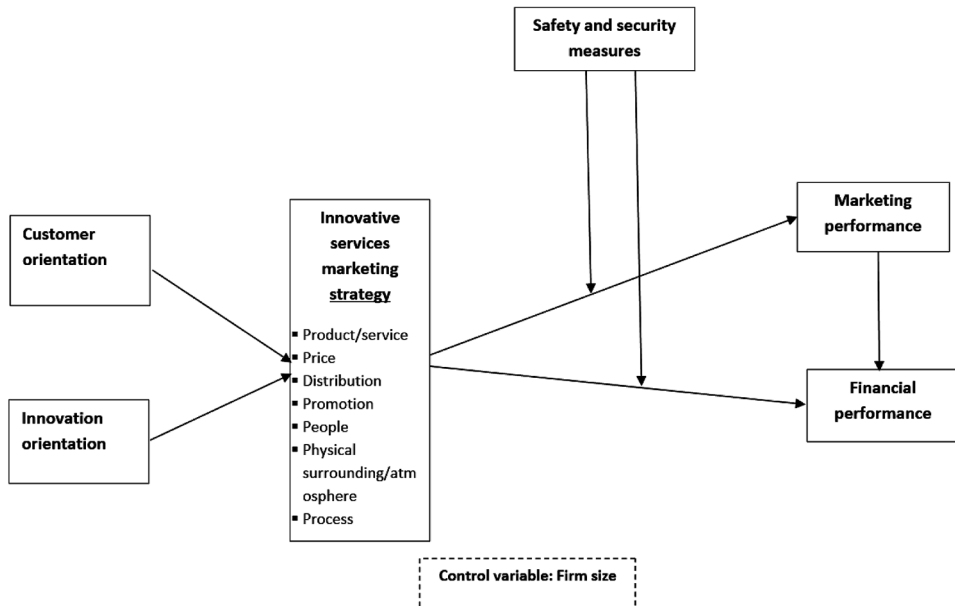 Safety and security
measures
Innovative
services
marketing
strategy
Marketing
performance
Customer
orientation
▪ Product/service
▪ Price
▪ Distribution
▪ Promotion
▪ People
▪ Physical
surrounding/atm
osphere
▪ Process
Innovation
orientation
Financial
performance
Control variable: Firm size